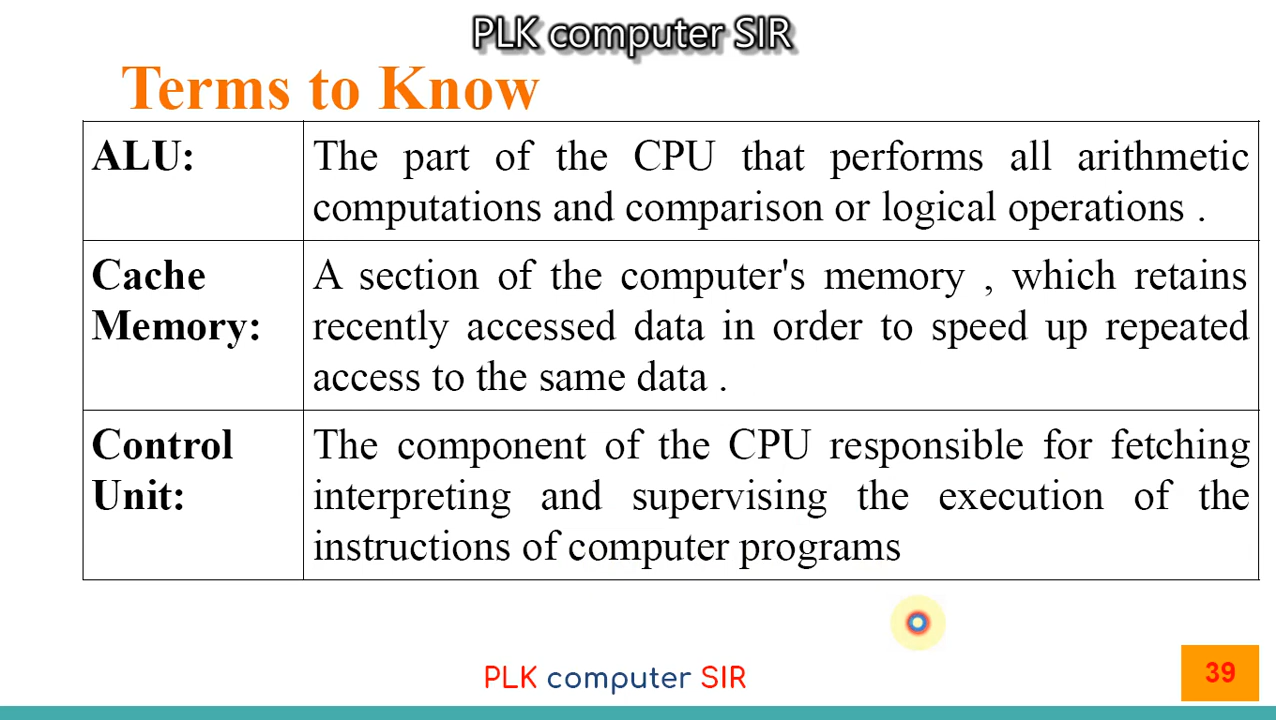 PLK computer SIR
Terms to Know
ALU:
The part of the CPU that performs all arithmetic
computations and comparison or logical operations .
Cache
Memory:
A section of the computer's memory , which retains
recently accessed data in order to speed up repeated
access to the same data .
Control
Unit:
The component of the CPU responsible for fetching
interpreting and supervising the execution of the
instructions of computer programs
PLK computer SIR
39